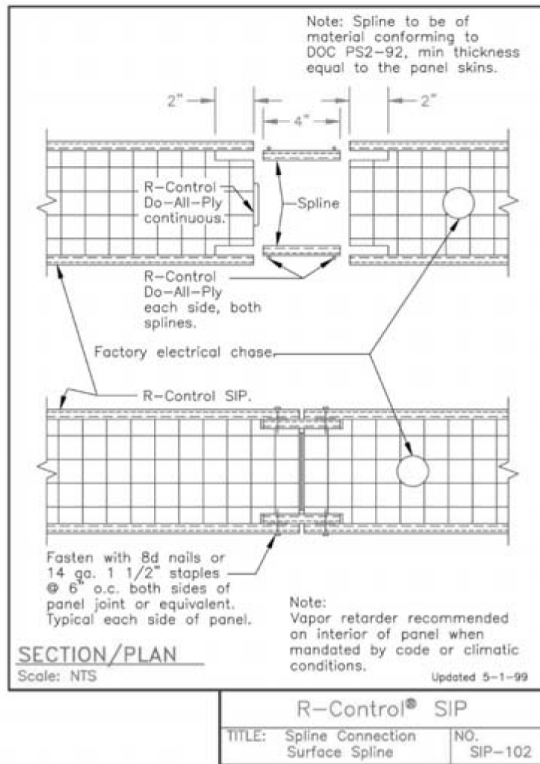 Note: Spline to be of
material conforming to
DOC PS2-92, min thickness
equal to the panel skins.
2"
4"
2"
R-Control
Do-All-Ply
continuous.
Spline
R-Control
Do-All-Ply
each side, both
splines.
Factory electrical chase.
R-Control SIP.
Fasten with 8d nails or
14 ga. 1 1/2" staples
@ 6" o.c. both sides of
panel joint or equivalent.
Typical each side of panel.
Note:
Vapor retarder recommended
on interior of panel when
mandated by code or climatic
conditions.
SECTION/PLAN
Scale: NTS
Updated 5-1-99
R-Control® SIP
TITLE: Spline Connection
Surface Spline
NO.
SIP-102